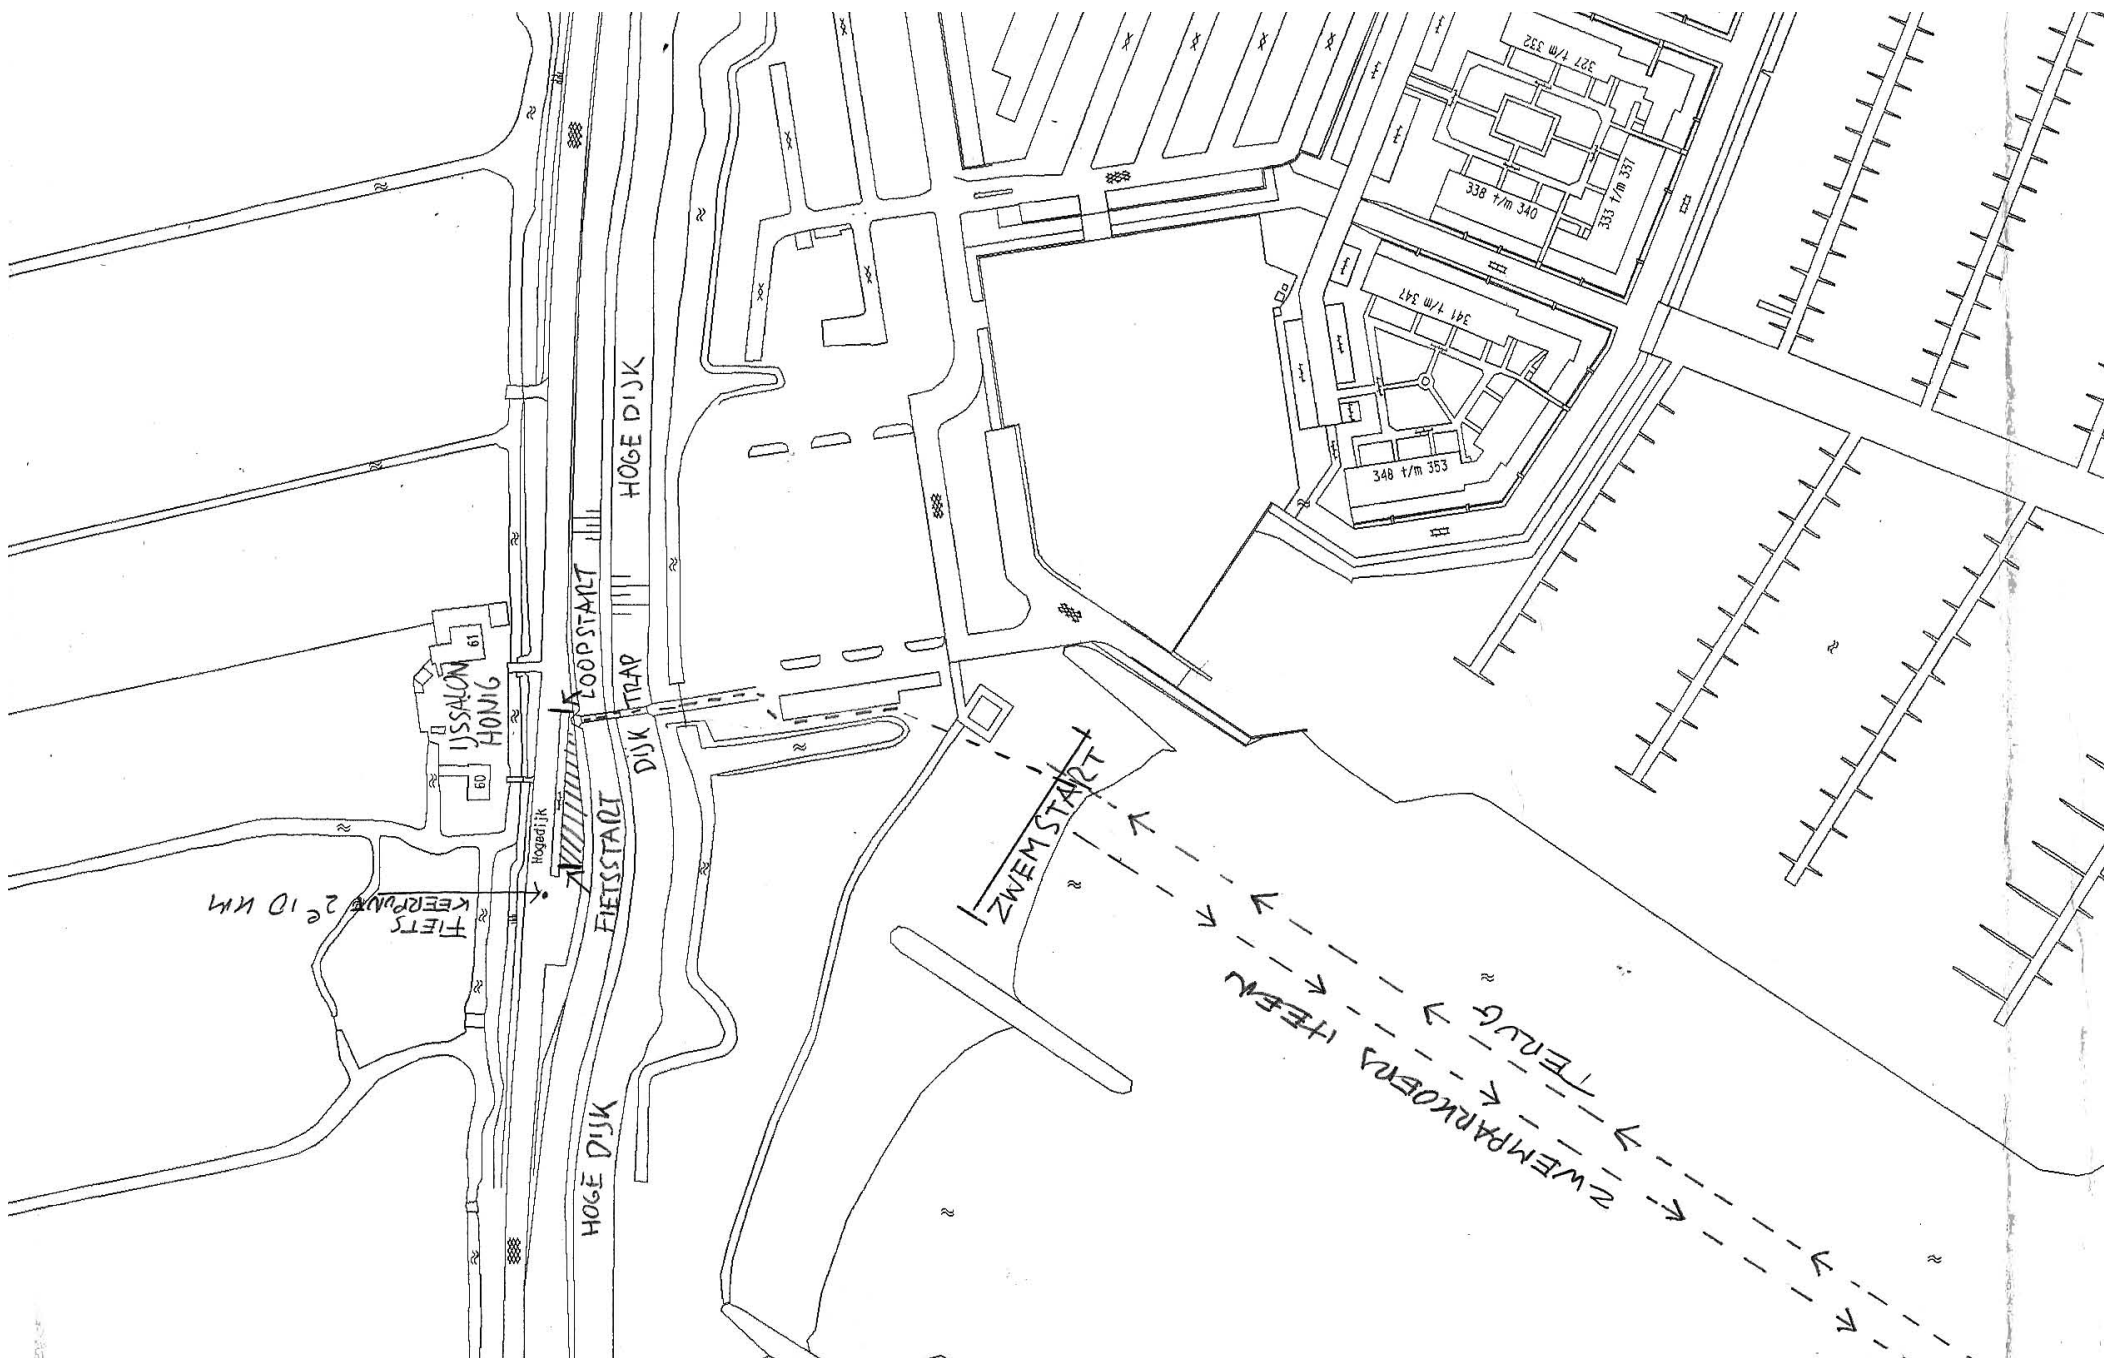 327 t/m 332
338 t/m 340
333 t/m 337
341 t/m 347
348 t/m 353
HOGE DIJK
LOOPSTART
TRAP
DIJK
61
IJSSALON
HONIG
60
Hogedijk
FIETSSTART
FIETS
KEERPUNT 2e 10 KM
HOGE DIJK
ZWEMSTART
ZWEMPARKOERS HEEN
TERUG